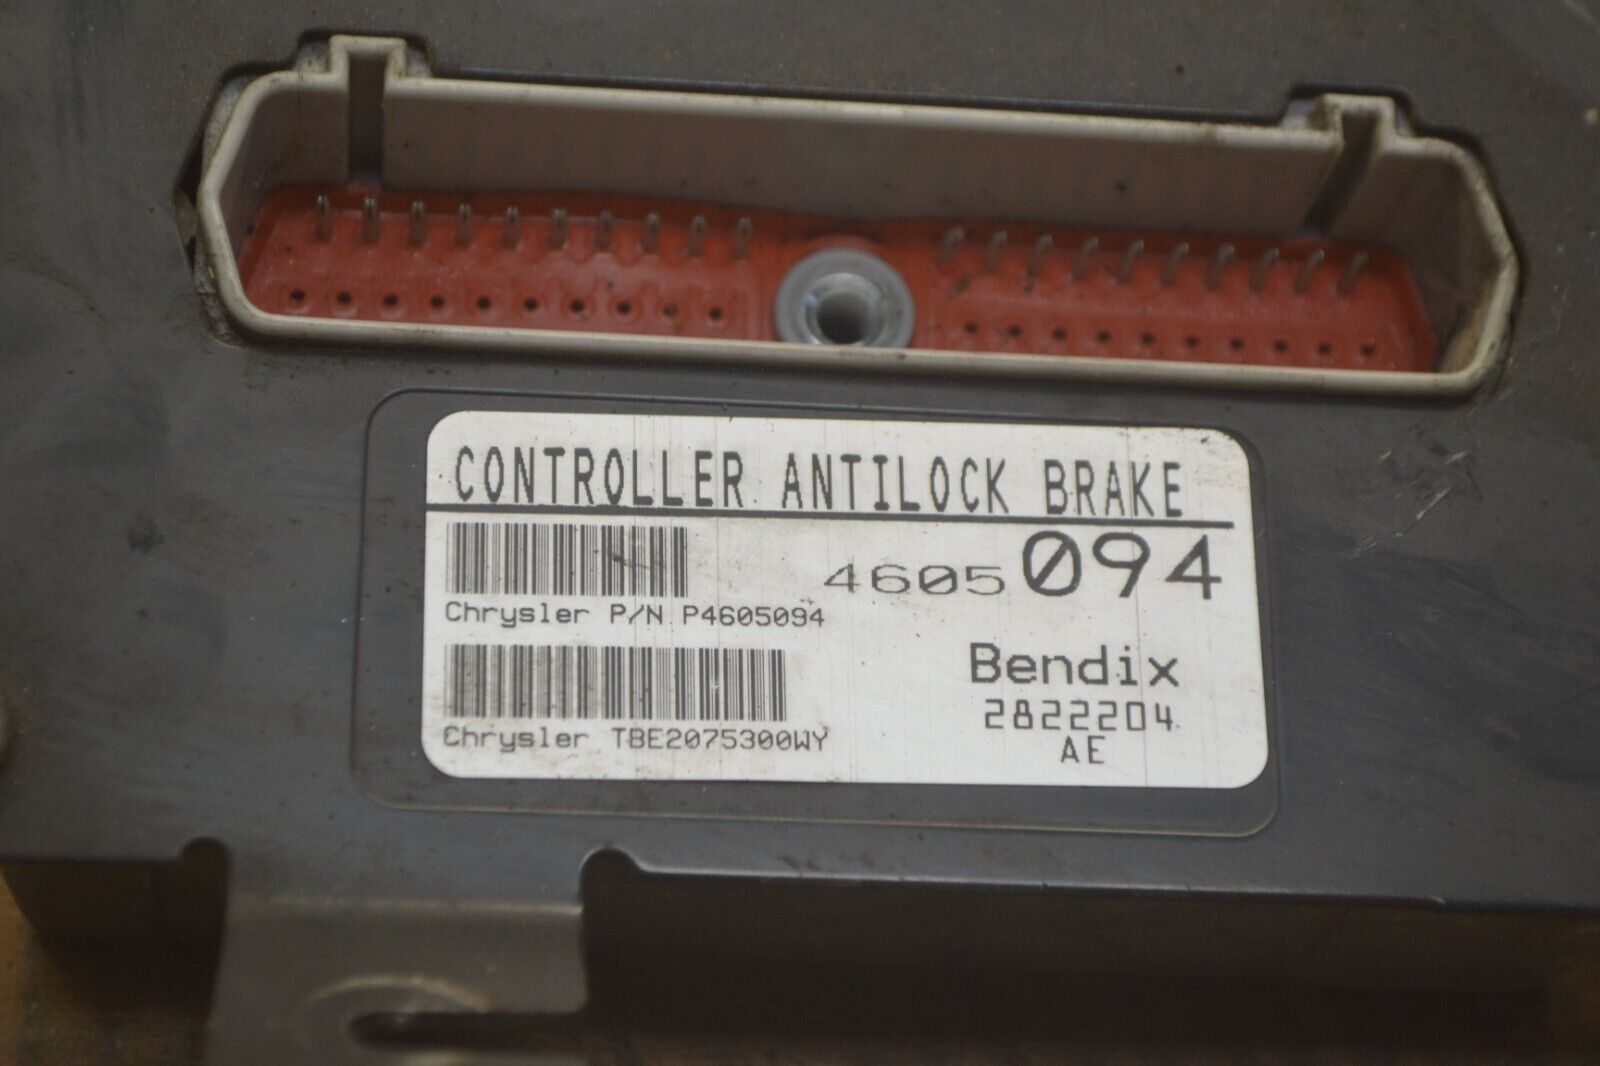 CONTROLLER ANTILOCK BRAKE
4605094
Chrysler P/N P4605094
Bendix
2822204
AE
Chrysler TBE2075300WY